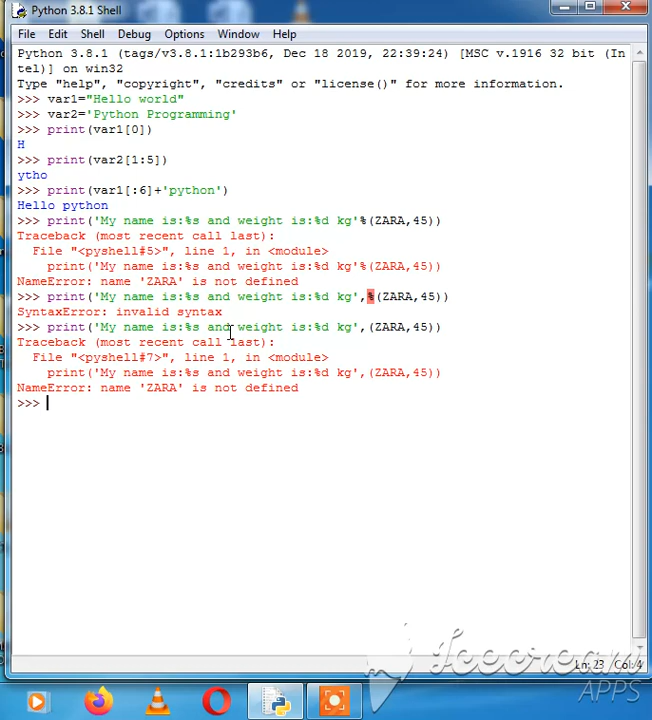 Python 3.8.1 Shell
File Edit Shell Debug Options Window Help
Python 3.8.1 (tags/v3.8.1:1b293b6, Dec 18 2019, 22:39:24) [MSC v.1916 32 bit (In
tel)] on win32
Type "help", "copyright", "credits" or "license()" for more information.
>>> var1="Hello world"
>>> var2='Python Programming'
>>> print(var1[0])
H
>>> print(var2[1:5])
ytho
>>> print(var1[:6]+'python')
Hello python
>>> print('My name is:%s and weight is:%d kg'%(ZARA,45))
Traceback (most recent call last):
  File "<pyshell#5>", line 1, in <module>
    print('My name is:%s and weight is:%d kg'%(ZARA,45))
NameError: name 'ZARA' is not defined
>>> print('My name is:%s and weight is:%d kg',%(ZARA,45))
SyntaxError: invalid syntax
>>> print('My name is:%s and weight is:%d kg',(ZARA,45))
Traceback (most recent call last):
  File "<pyshell#7>", line 1, in <module>
    print('My name is:%s and weight is:%d kg',(ZARA,45))
NameError: name 'ZARA' is not defined
>>>
Icecream
APPS
Ln: 23 Col: 4